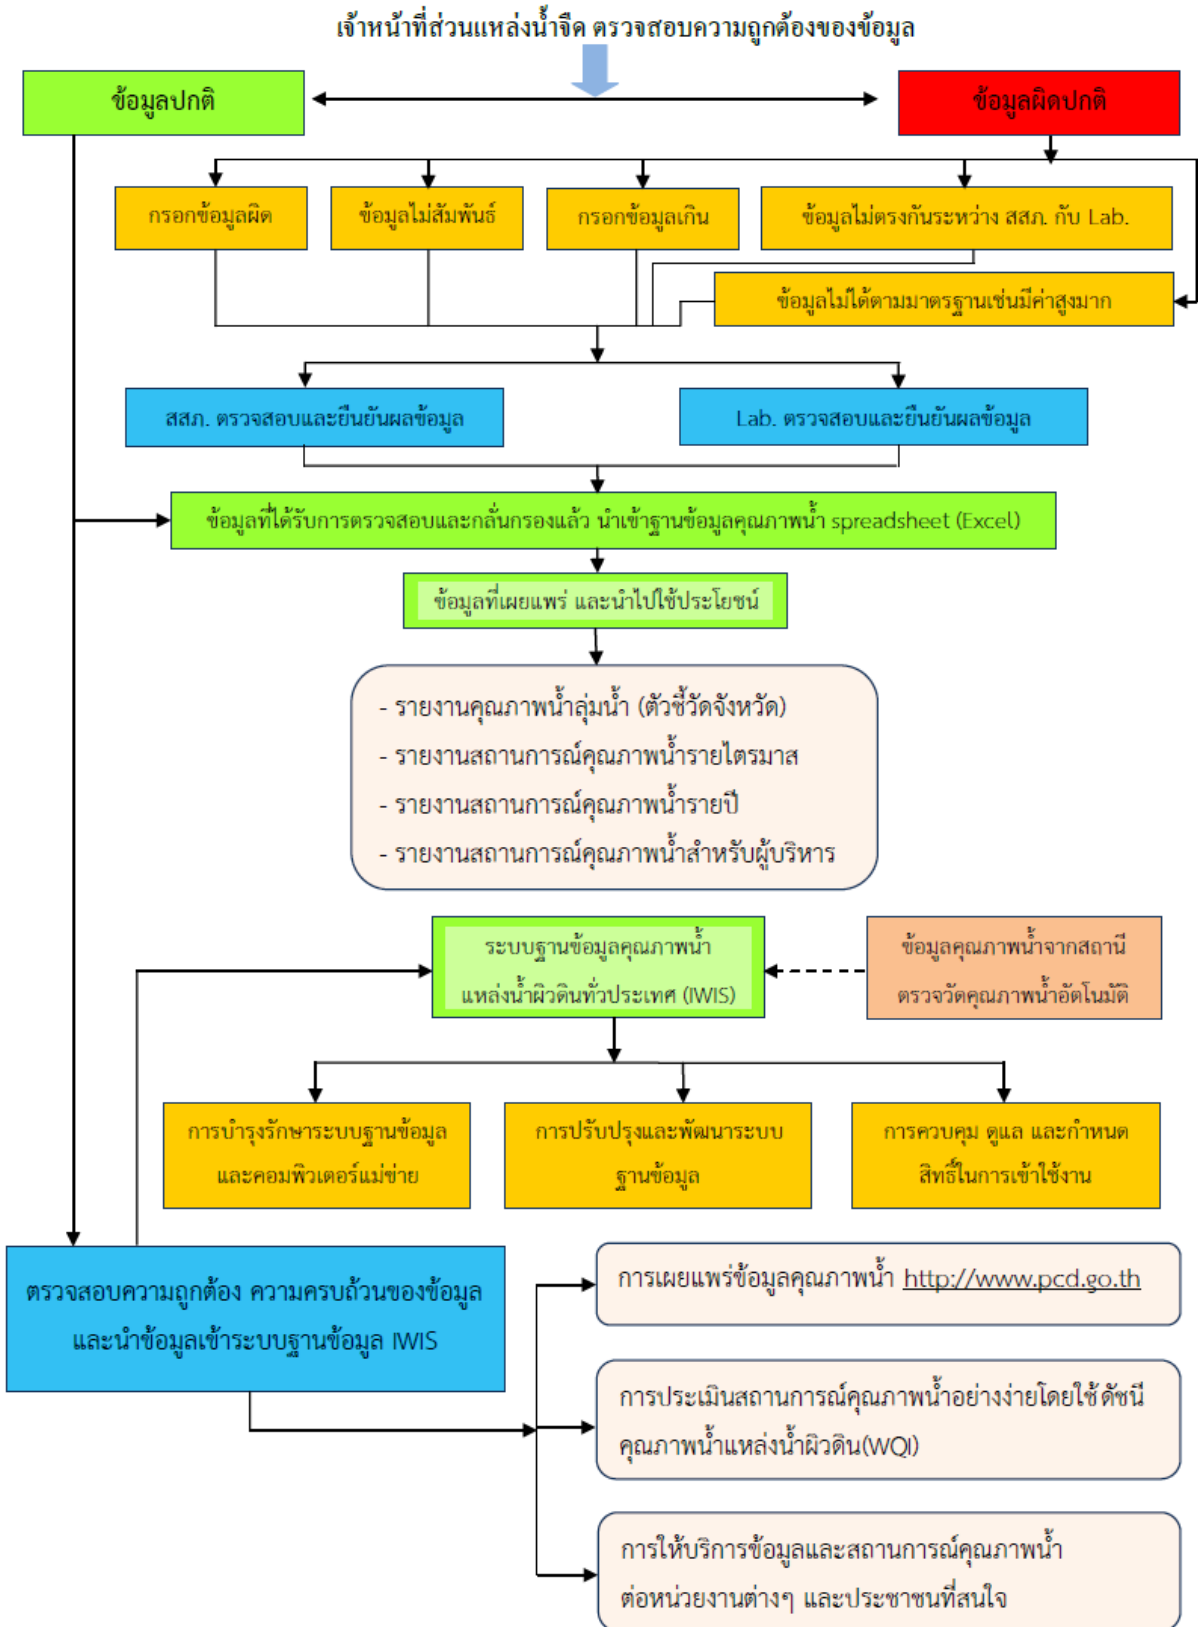 เจ้าหน้าที่ส่วนแหล่งน้ำจืด ตรวจสอบความถูกต้องของข้อมูล
ข้อมูลปกติ
ข้อมูลผิดปกติ
กรอกข้อมูลผิด
ข้อมูลไม่สัมพันธ์
กรอกข้อมูลเกิน
ข้อมูลไม่ตรงกันระหว่าง สสภ. กับ Lab.
ข้อมูลไม่ได้ตามมาตรฐานเช่นมีค่าสูงมาก
สสภ. ตรวจสอบและยืนยันผลข้อมูล
Lab. ตรวจสอบและยืนยันผลข้อมูล
ข้อมูลที่ได้รับการตรวจสอบและกลั่นกรองแล้ว นำเข้าฐานข้อมูลคุณภาพน้ำ spreadsheet (Excel)
ข้อมูลที่เผยแพร่ และนำไปใช้ประโยชน์
- รายงานคุณภาพน้ำลุ่มน้ำ (ตัวชี้วัดจังหวัด)
- รายงานสถานการณ์คุณภาพน้ำรายไตรมาส
- รายงานสถานการณ์คุณภาพน้ำรายปี
- รายงานสถานการณ์คุณภาพน้ำสำหรับผู้บริหาร
ระบบฐานข้อมูลคุณภาพน้ำ
แหล่งน้ำผิวดินทั่วประเทศ (IWIS)
ข้อมูลคุณภาพน้ำจากสถานี
ตรวจวัดคุณภาพน้ำอัตโนมัติ
การบำรุงรักษาระบบฐานข้อมูล
และคอมพิวเตอร์แม่ข่าย
การปรับปรุงและพัฒนาระบบ
ฐานข้อมูล
การควบคุม ดูแล และกำหนด
สิทธิ์ในการเข้าใช้งาน
ตรวจสอบความถูกต้อง ความครบถ้วนของข้อมูล
และนำข้อมูลเข้าระบบฐานข้อมูล IWIS
การเผยแพร่ข้อมูลคุณภาพน้ำ http://www.pcd.go.th
การประเมินสถานการณ์คุณภาพน้ำอย่างง่ายโดยใช้ดัชนี
คุณภาพน้ำแหล่งน้ำผิวดิน(WQI)
การให้บริการข้อมูลและสถานการณ์คุณภาพน้ำ
ต่อหน่วยงานต่างๆ และประชาชนที่สนใจ